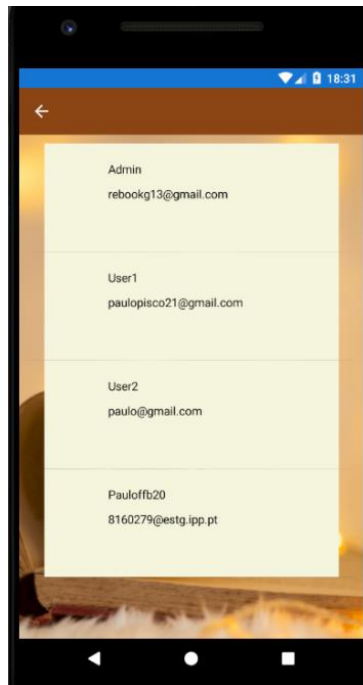 18:31
Admin
rebookg13@gmail.com
User1
paulopisco21@gmail.com
User2
paulo@gmail.com
Pauloffb20
8160279@estg.ipp.pt